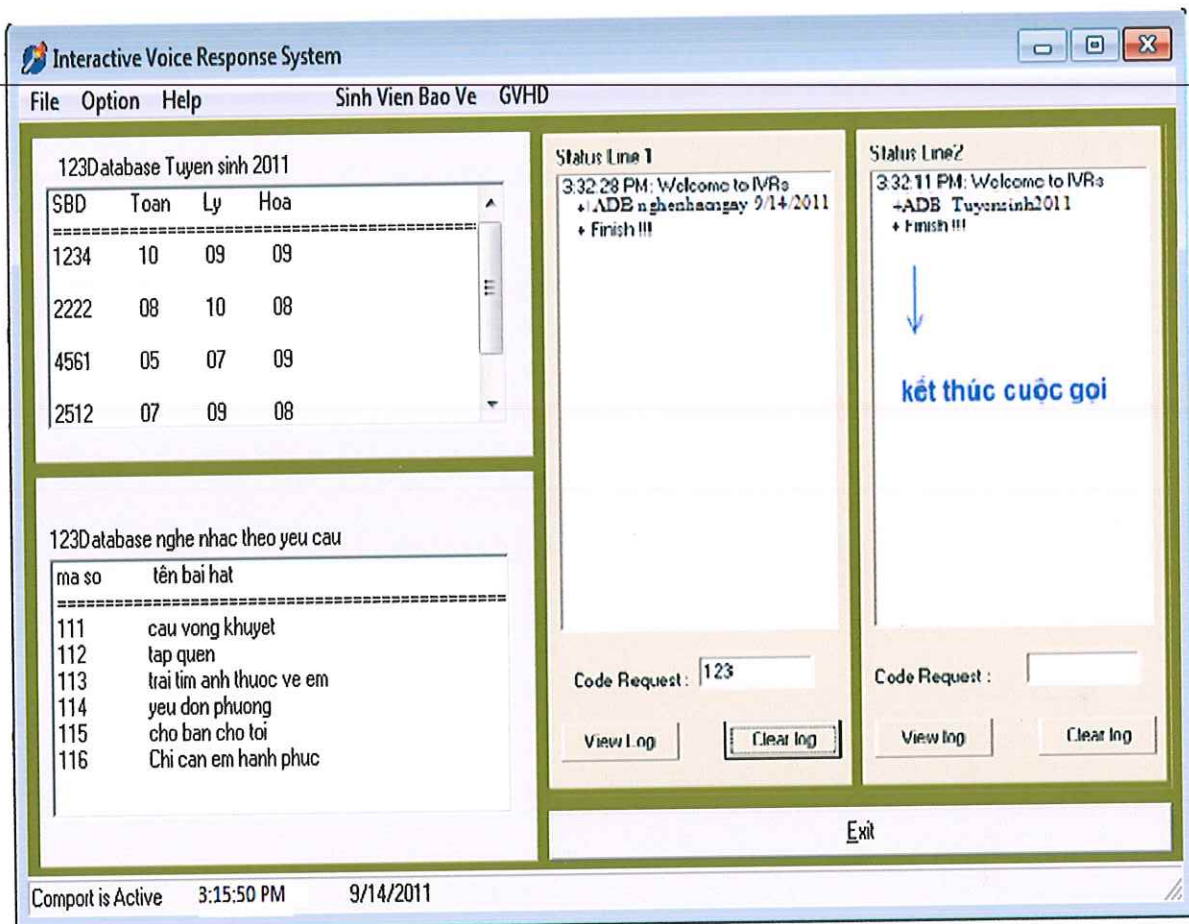 Interactive Voice Response System
File Option Help Sinh Vien Bao Ve GVHD
123Database Tuyen sinh 2011
SBD Toan Ly Hoa
===============================================
1234 10 09 09
2222 08 10 08
4561 05 07 09
2512 07 09 08
123Database nghe nhac theo yeu cau
ma so tên bai hat
===============================================
111 cau vong khuyet
112 tap quen
113 trai tim anh thuoc ve em
114 yeu don phuong
115 cho ban cho toi
116 Chi can em hanh phuc
Status Line 1
3:32:28 PM: Welcome to IVRs
9/14/2011
+ Finish !!!
Code Request : 123
View Log Clear log
Status Line2
3:32:11 PM: Welcome to IVRs
+ADB Tuyensinh2011
+ Finish !!!
kết thúc cuộc gọi
Code Request :
View log Clear log
Exit
Comport is Active 3:15:50 PM 9/14/2011